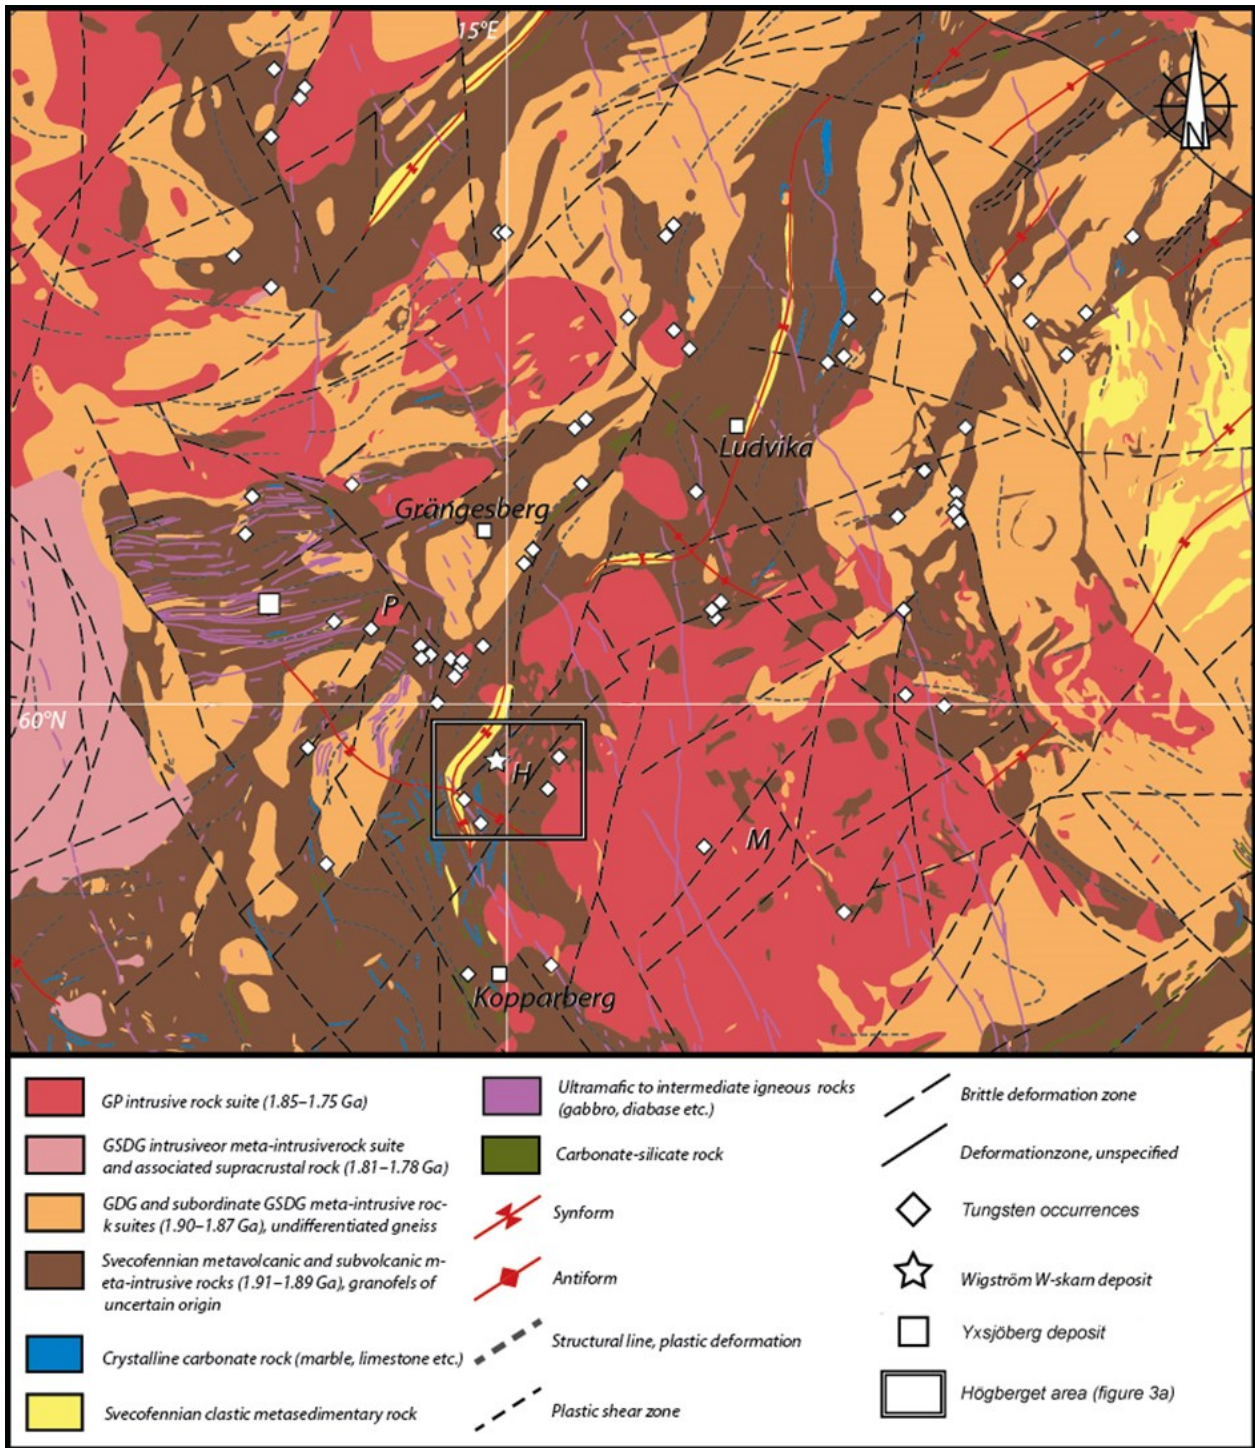 15°E
N
Ludvika
Grängesberg
P
60°N
H
M
Kopparberg
GP intrusive rock suite (1.85–1.75 Ga)
GSDG intrusiveor meta-intrusiverock suite
and associated supracrustal rock (1.81–1.78 Ga)
GDG and subordinate GSDG meta-intrusive roc-
k suites (1.90–1.87 Ga), undifferentiated gneiss
Svecofennian metavolcanic and subvolcanic m-
eta-intrusive rocks (1.91–1.89 Ga), granofels of
uncertain origin
Crystalline carbonate rock (marble, limestone etc.)
Svecofennian clastic metasedimentary rock
Ultramafic to intermediate igneous rocks
(gabbro, diabase etc.)
Carbonate-silicate rock
Synform
Antiform
Structural line, plastic deformation
Plastic shear zone
Brittle deformation zone
Deformationzone, unspecified
Tungsten occurrences
Wigström W-skarn deposit
Yxsjöberg deposit
Högberget area (figure 3a)